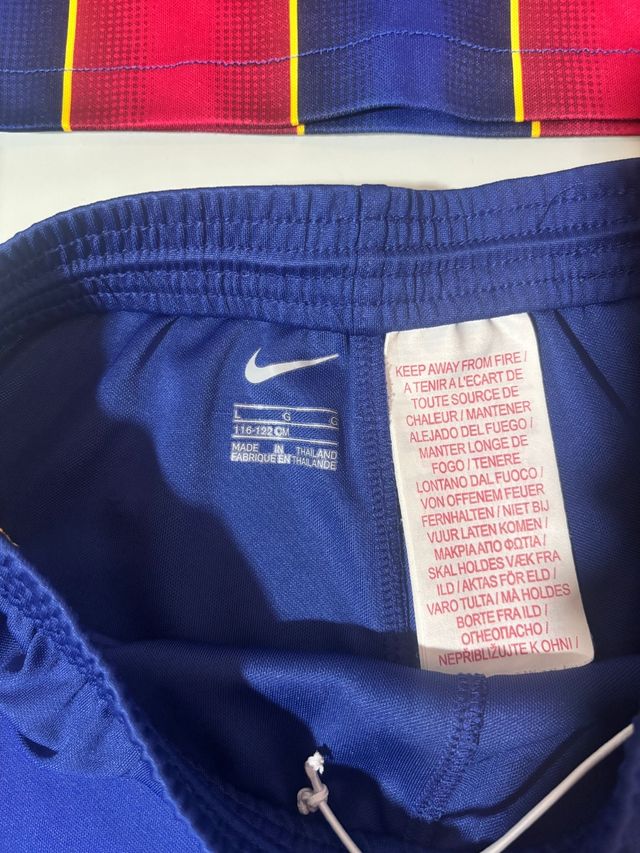 L G G
116-122CM
MADE IN THAILAND
FABRIQUE EN THAILANDE
KEEP AWAY FROM FIRE /
A TENIR A L'ECART DE
TOUTE SOURCE DE
CHALEUR / MANTENER
ALEJADO DEL FUEGO /
MANTER LONGE DE
FOGO / TENERE
LONTANO DAL FUOCO /
VON OFFENEM FEUER
FERNHALTEN / NIET BIJ
VUUR LATEN KOMEN /
ΜΑΚΡΙΑ ΑΠΟ ΦΩΤΙΑ /
SKAL HOLDES VÆK FRA
ILD / AKTAS FÖR ELD /
VARO TULTA / MÅ HOLDES
BORTE FRA ILD /
ОГНЕОПАСНО /
NEPŘIBLIŽUJTE K OHNI /